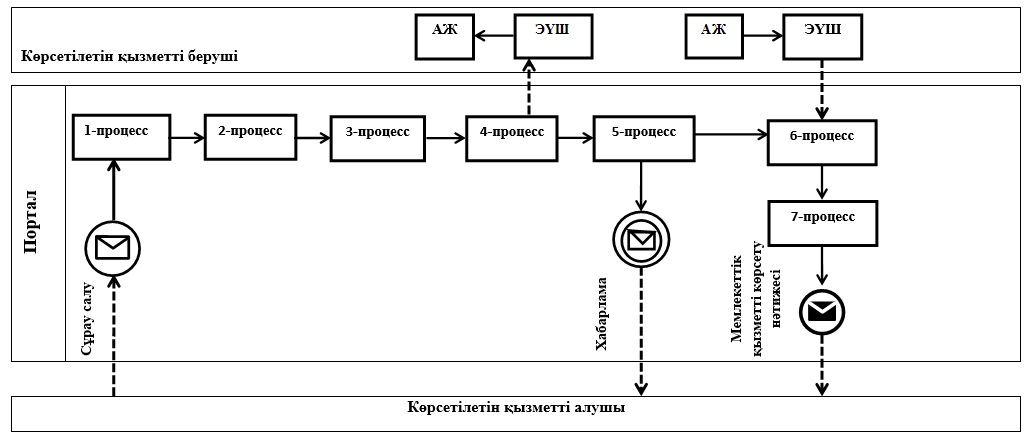 АЖ
ЭҮШ
АЖ
ЭҮШ
Көрсетілетін қызметті беруші
Портал
1-процесс
2-процесс
3-процесс
4-процесс
5-процесс
6-процесс
7-процесс
Сұрау салу
Хабарлама
Мемлекеттік
қызметті көрсету
нәтижесі
Көрсетілетін қызметті алушы